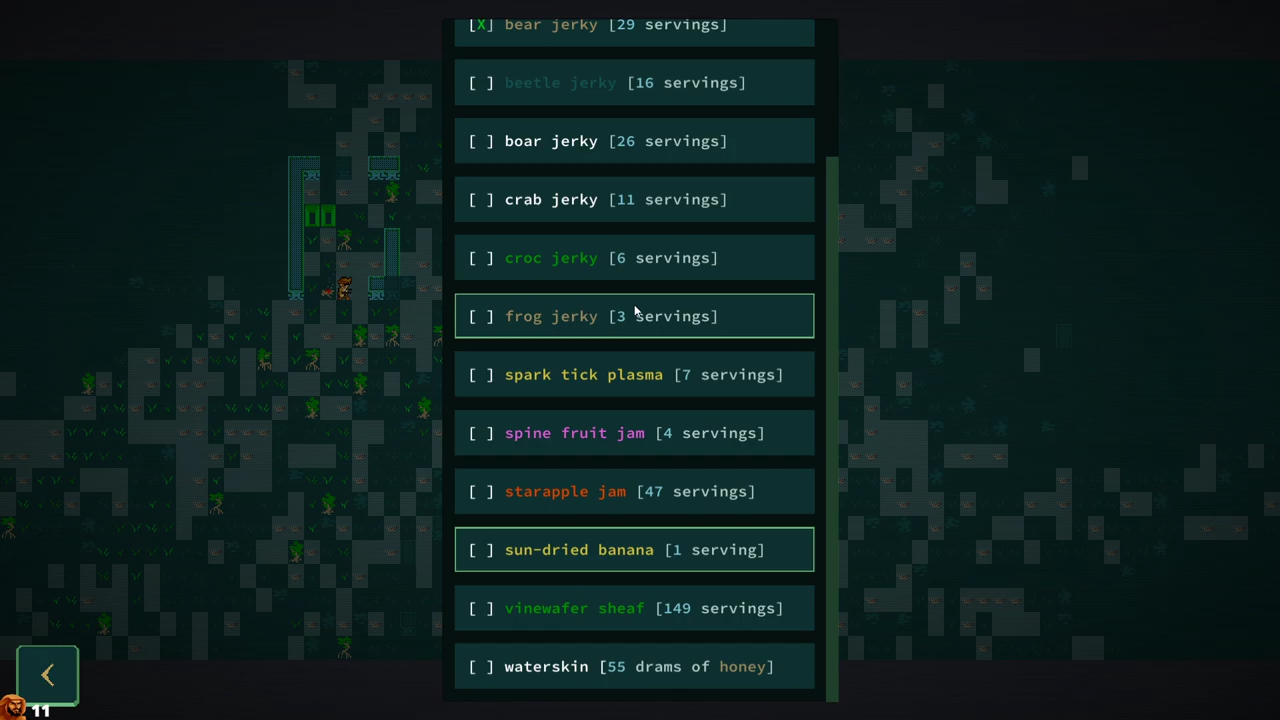 [X] bear jerky [29 servings]
[ ] beetle jerky [16 servings]
[ ] boar jerky [26 servings]
[ ] crab jerky [11 servings]
[ ] croc jerky [6 servings]
[ ] frog jerky [3 servings]
[ ] spark tick plasma [7 servings]
[ ] spine fruit jam [4 servings]
[ ] starapple jam [47 servings]
[ ] sun-dried banana [1 serving]
[ ] vinewafer sheaf [149 servings]
[ ] waterskin [55 drams of honey]
11